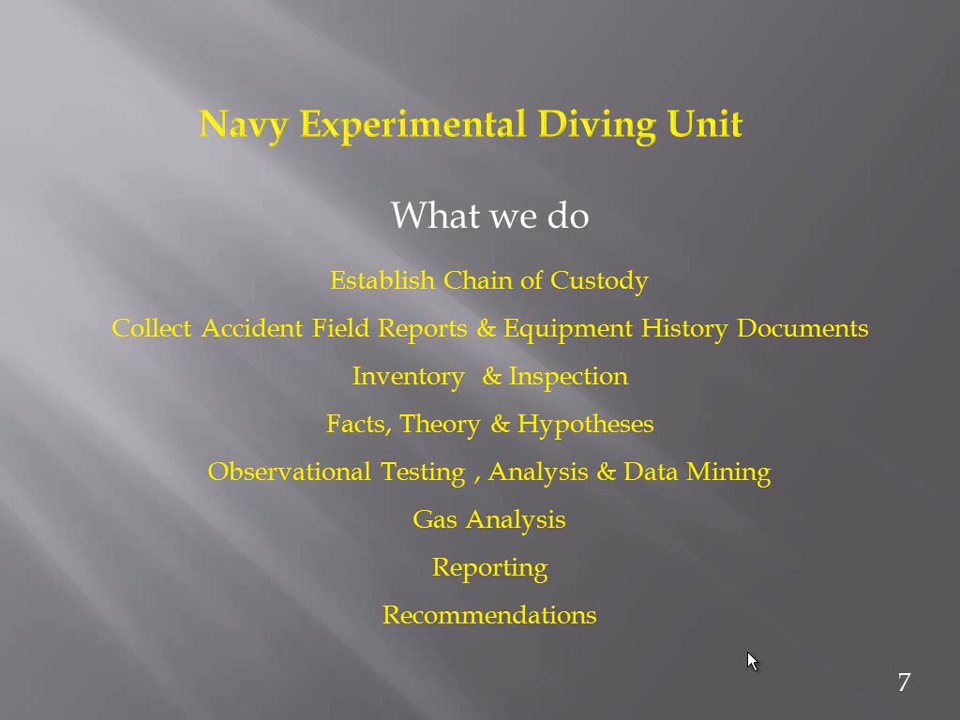 Navy Experimental Diving Unit
What we do
Establish Chain of Custody
Collect Accident Field Reports & Equipment History Documents
Inventory  & Inspection
Facts, Theory & Hypotheses
Observational Testing , Analysis & Data Mining
Gas Analysis
Reporting
Recommendations
7